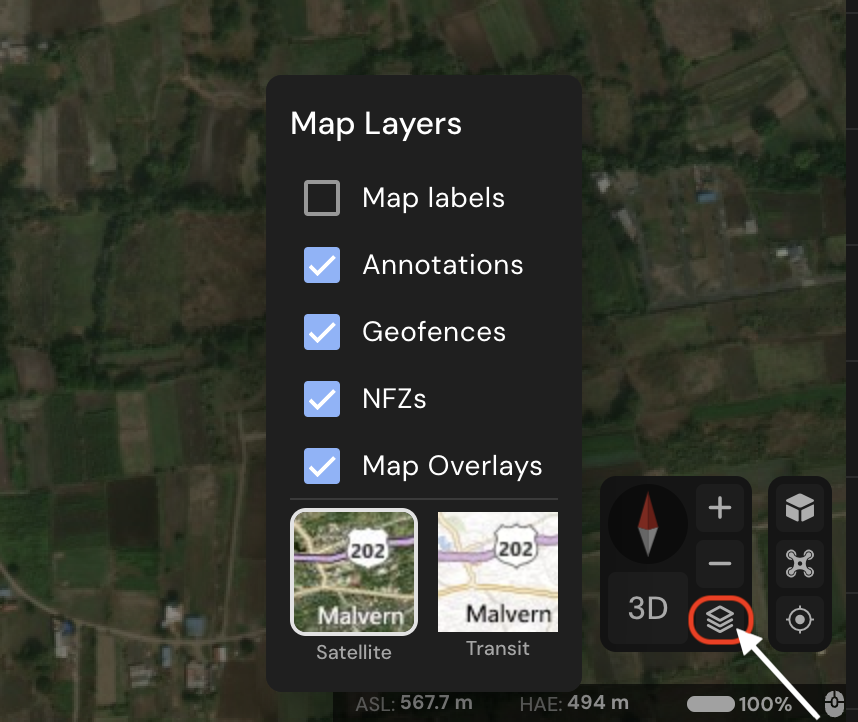 Map Layers
Map labels
Annotations
Geofences
NFZs
Map Overlays
202
Malvern
Satellite
202
Malvern
Transit
3D
ASL: 567.7 m HAE: 494 m 100%